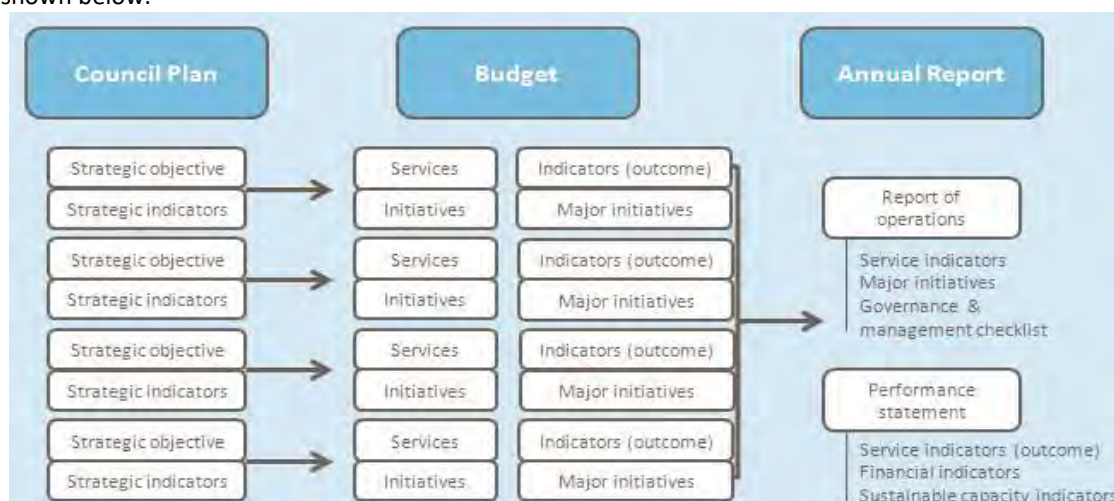 shown below:
Council Plan
Budget
Annual Report
Strategic objective
Strategic indicators
Services
Initiatives
Indicators (outcome)
Major initiatives
Strategic objective
Strategic indicators
Services
Initiatives
Indicators (outcome)
Major initiatives
Strategic objective
Strategic indicators
Services
Initiatives
Indicators (outcome)
Major initiatives
Strategic objective
Strategic indicators
Services
Initiatives
Indicators (outcome)
Major initiatives
Report of
operations
Service indicators
Major initiatives
Governance &
management checklist
Performance
statement
Service indicators (outcome)
Financial indicators
Sustainable capacity indicators